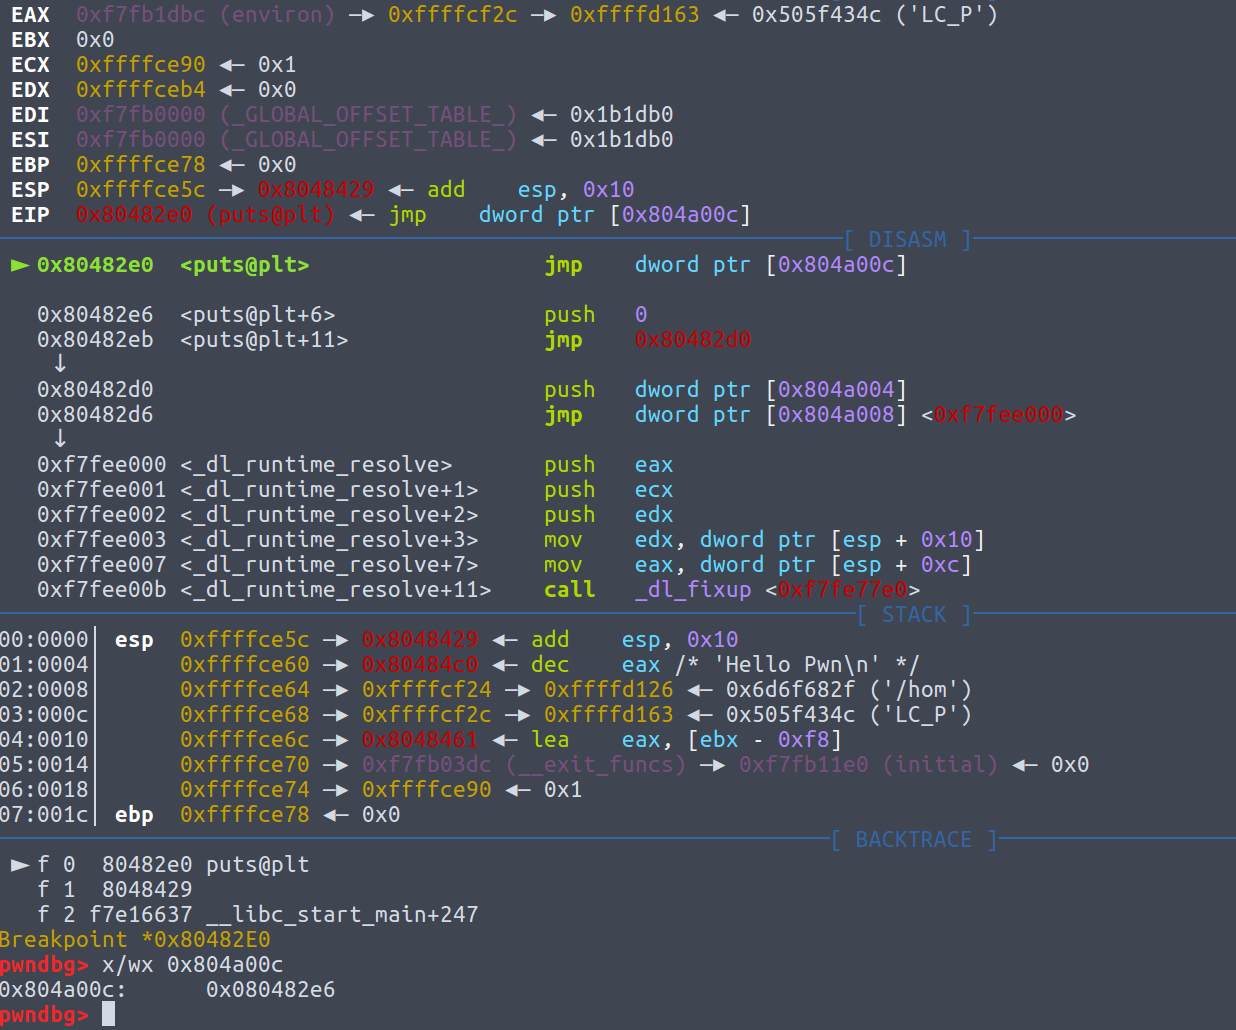 EAX  0xf7fb1dbc (environ) —▸ 0xffffcf2c —▸ 0xffffd163 ◂— 0x505f434c ('LC_P')
EBX  0x0
ECX  0xffffce90 ◂— 0x1
EDX  0xffffceb4 ◂— 0x0
EDI  0xf7fb0000 (_GLOBAL_OFFSET_TABLE_) ◂— 0x1b1db0
ESI  0xf7fb0000 (_GLOBAL_OFFSET_TABLE_) ◂— 0x1b1db0
EBP  0xffffce78 ◂— 0x0
ESP  0xffffce5c —▸ 0x8048429 ◂— add    esp, 0x10
EIP  0x80482e0 (puts@plt) ◂— jmp    dword ptr [0x804a00c]
[ DISASM ]
► 0x80482e0  <puts@plt>                  jmp    dword ptr [0x804a00c]
0x80482e6  <puts@plt+6>                push   0
0x80482eb  <puts@plt+11>               jmp    0x80482d0
↓
0x80482d0                              push   dword ptr [0x804a004]
0x80482d6                              jmp    dword ptr [0x804a008] <0xf7fee000>
↓
0xf7fee000 <_dl_runtime_resolve>       push   eax
0xf7fee001 <_dl_runtime_resolve+1>     push   ecx
0xf7fee002 <_dl_runtime_resolve+2>     push   edx
0xf7fee003 <_dl_runtime_resolve+3>     mov    edx, dword ptr [esp + 0x10]
0xf7fee007 <_dl_runtime_resolve+7>     mov    eax, dword ptr [esp + 0xc]
0xf7fee00b <_dl_runtime_resolve+11>    call   _dl_fixup <0xf7fe77e0>
[ STACK ]
00:0000│ esp  0xffffce5c —▸ 0x8048429 ◂— add    esp, 0x10
01:0004│      0xffffce60 —▸ 0x80484c0 ◂— dec    eax /* 'Hello Pwn\n' */
02:0008│      0xffffce64 —▸ 0xffffcf24 —▸ 0xffffd126 ◂— 0x6d6f682f ('/hom')
03:000c│      0xffffce68 —▸ 0xffffcf2c —▸ 0xffffd163 ◂— 0x505f434c ('LC_P')
04:0010│      0xffffce6c —▸ 0x8048461 ◂— lea    eax, [ebx - 0xf8]
05:0014│      0xffffce70 —▸ 0xf7fb03dc (__exit_funcs) —▸ 0xf7fb11e0 (initial) ◂— 0x0
06:0018│      0xffffce74 —▸ 0xffffce90 ◂— 0x1
07:001c│ ebp  0xffffce78 ◂— 0x0
[ BACKTRACE ]
► f 0  80482e0 puts@plt
f 1  8048429
f 2 f7e16637 __libc_start_main+247
Breakpoint *0x80482E0
pwndbg> x/wx 0x804a00c
0x804a00c:      0x080482e6
pwndbg>